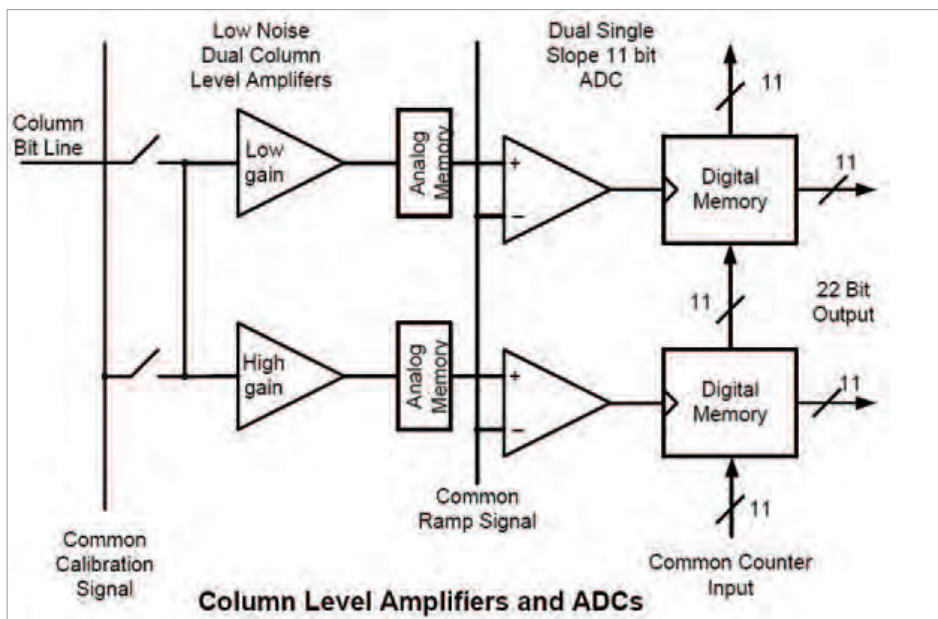 Low Noise
Dual Column
Level Amplifers
Dual Single
Slope 11 bit
ADC
11
Column
Bit Line
Low
gain
Analog
Memory
+
−
Digital
Memory
11
11
22 Bit
Output
High
gain
Analog
Memory
+
−
Digital
Memory
11
11
Common
Ramp Signal
Common
Calibration
Signal
Common Counter
Input
Column Level Amplifiers and ADCs